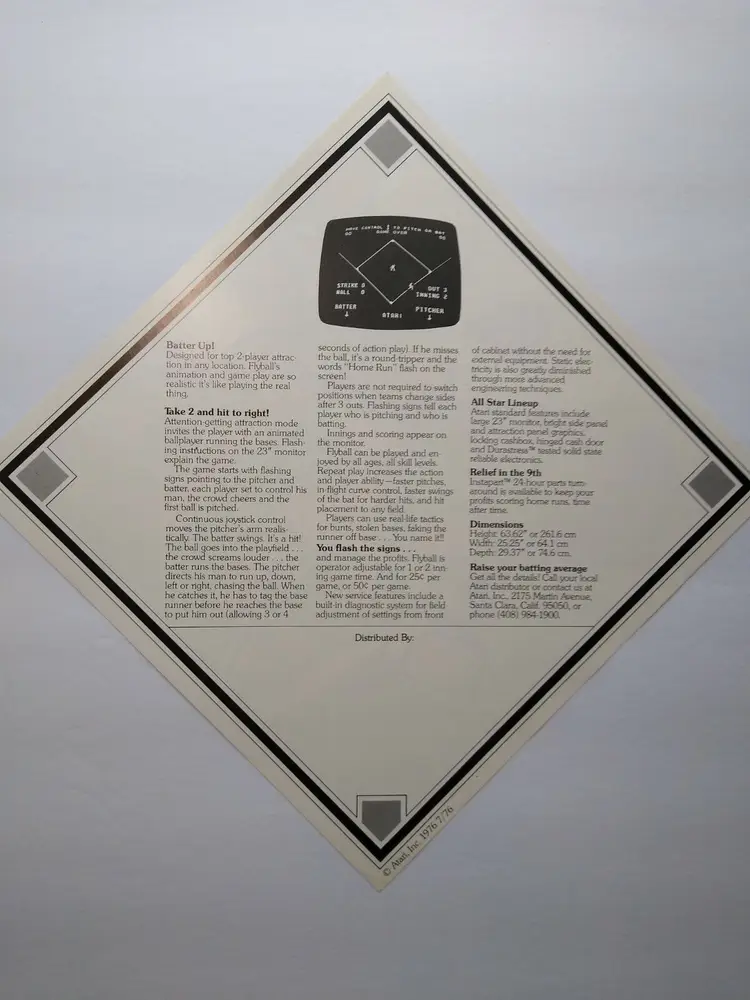 MOVE CONTROL TO PITCH OR BAT
00 GAME OVER 00
STRIKE 0
BALL 0
OUT 3
INNING 2
BATTER
PITCHER
ATARI
Batter Up!
Designed for top 2-player attrac-
tion in any location. Flyball's
animation and game play are so
realistic it's like playing the real
thing.
Take 2 and hit to right!
Attention-getting attraction mode
invites the player with an animated
ballplayer running the bases. Flash-
ing instructions on the 23" monitor
explain the game.
The game starts with flashing
signs pointing to the pitcher and
batter, each player set to control his
man, the crowd cheers and the
first ball is pitched.
Continuous joystick control
moves the pitcher's arm realis-
tically. The batter swings. It's a hit!
The ball goes into the playfield . . .
the crowd screams louder . . . the
batter runs the bases. The pitcher
directs his man to run up, down,
left or right, chasing the ball. When
he catches it, he has to tag the base
runner before he reaches the base
to put him out (allowing 3 or 4
seconds of action play). If he misses
the ball, it's a round-tripper and the
words "Home Run" flash on the
screen!
Players are not required to switch
positions when teams change sides
after 3 outs. Flashing signs tell each
player who is pitching and who is
batting.
Innings and scoring appear on
the monitor.
Flyball can be played and en-
joyed by all ages, all skill levels.
Repeat play increases the action
and player ability—faster pitches,
in-flight curve control, faster swings
of the bat for harder hits, and hit
placement to any field.
Players can use real-life tactics
for bunts, stolen bases, faking the
runner off base . . . You name it!!
You flash the signs . . .
and manage the profits. Flyball is
operator adjustable for 1 or 2 inn-
ing game time. And for 25¢ per
game, or 50¢ per game.
New service features include a
built-in diagnostic system for field
adjustment of settings from front
of cabinet without the need for
external equipment. Static elec-
tricity is also greatly diminished
through more advanced
engineering techniques.
All Star Lineup
Atari standard features include
large 23" monitor, bright side panel
and attraction panel graphics,
locking cashbox, hinged cash door
and Durastress™ tested solid state
reliable electronics.
Relief in the 9th
Instapart™ 24-hour parts turn-
around is available to keep your
profits scoring home runs, time
after time.
Dimensions
Height: 63.62" or 261.6 cm
Width: 25.25" or 64.1 cm
Depth: 29.37" or 74.6 cm.
Raise your batting average
Get all the details! Call your local
Atari distributor or contact us at
Atari, Inc., 2175 Martin Avenue,
Santa Clara, Calif. 95050, or
phone (408) 984-1900.
Distributed By:
© Atari, Inc. 1976 7/76